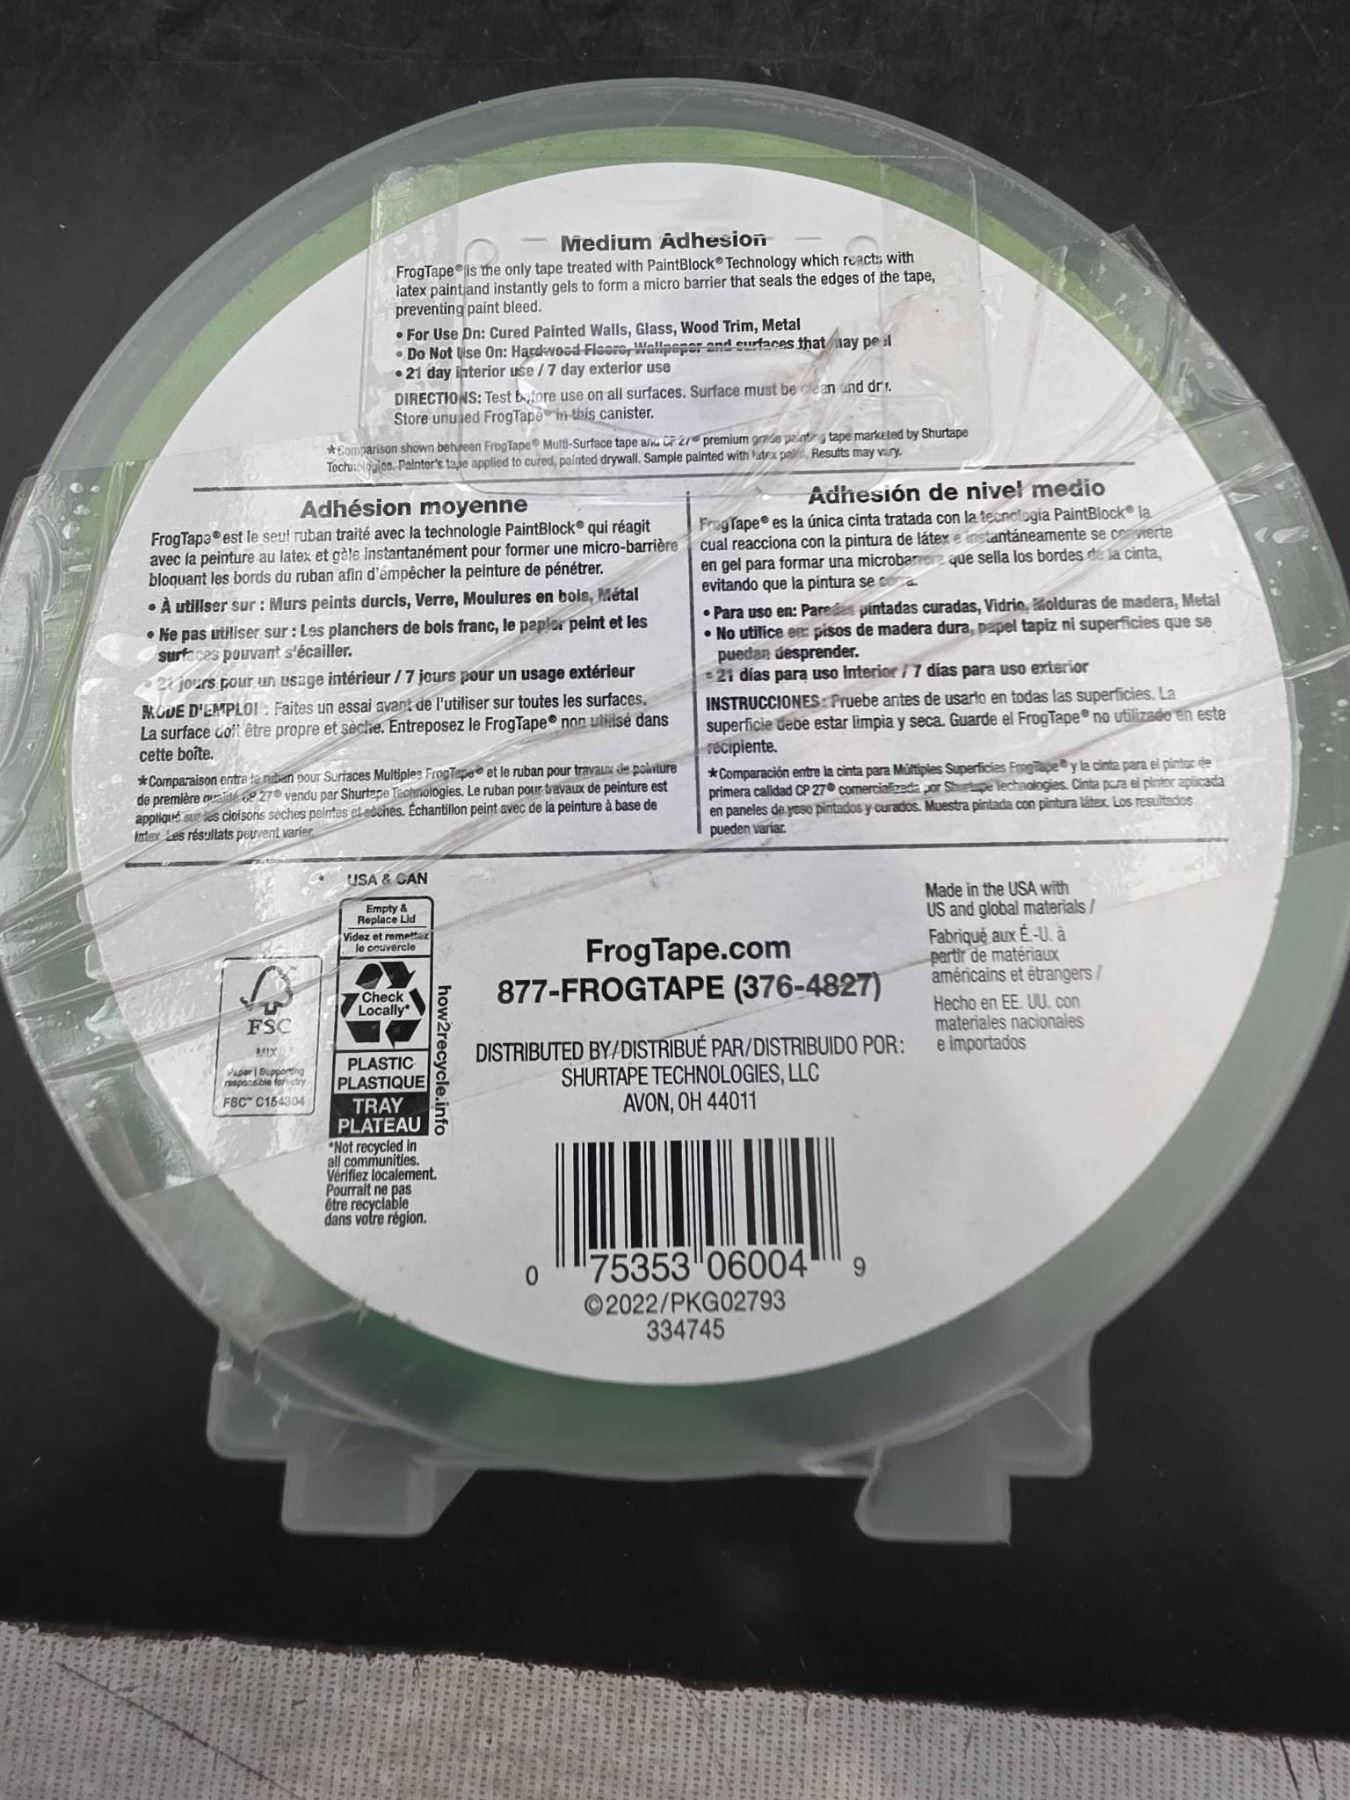 Medium Adhesion
FrogTape® is the only tape treated with PaintBlock® Technology which reacts with
latex paint and instantly gels to form a micro barrier that seals the edges of the tape,
preventing paint bleed.
• For Use On: Cured Painted Walls, Glass, Wood Trim, Metal
• Do Not Use On: Hardwood Floors, Wallpaper and surfaces that may peel
• 21 day interior use / 7 day exterior use
DIRECTIONS: Test before use on all surfaces. Surface must be clean and dry.
Store unused FrogTape® in this canister.
*Comparison shown between FrogTape® Multi-Surface tape and CP 27® premium grade painting tape marketed by Shurtape
Technologies. Painter's tape applied to cured, painted drywall. Sample painted with latex paint. Results may vary.
Adhésion moyenne
FrogTape® est le seul ruban traité avec la technologie PaintBlock® qui réagit
avec la peinture au latex et gèle instantanément pour former une micro-barrière
bloquant les bords du ruban afin d'empêcher la peinture de pénétrer.
• À utiliser sur : Murs peints durcis, Verre, Moulures en bois, Métal
• Ne pas utiliser sur : Les planchers de bois franc, le papier peint et les
surfaces pouvant s'écailler.
• 21 jours pour un usage intérieur / 7 jours pour un usage extérieur
MODE D'EMPLOI : Faites un essai avant de l'utiliser sur toutes les surfaces.
La surface doit être propre et sèche. Entreposez le FrogTape® non utilisé dans
cette boîte.
*Comparaison entre le ruban pour Surfaces Multiples FrogTape® et le ruban pour travaux de peinture
de première qualité CP 27® vendu par Shurtape Technologies. Le ruban pour travaux de peinture est
appliqué sur les cloisons sèches peintes et sèches. Échantillon peint avec de la peinture à base de
latex. Les résultats peuvent varier.
Adhesión de nivel medio
FrogTape® es la única cinta tratada con la tecnología PaintBlock® la
cual reacciona con la pintura de látex e instantáneamente se convierte
en gel para formar una microbarrera que sella los bordes de la cinta,
evitando que la pintura se corra.
• Para uso en: Paredes pintadas curadas, Vidrio, Molduras de madera, Metal
• No utilice en: pisos de madera dura, papel tapiz ni superficies que se
puedan desprender.
• 21 días para uso interior / 7 días para uso exterior
INSTRUCCIONES: Pruebe antes de usarlo en todas las superficies. La
superficie debe estar limpia y seca. Guarde el FrogTape® no utilizado en este
recipiente.
*Comparación entre la cinta para Múltiples Superficies FrogTape® y la cinta para el pintor de
primera calidad CP 27® comercializada por Shurtape Technologies. Cinta para el pintor aplicada
en paneles de yeso pintados y curados. Muestra pintada con pintura látex. Los resultados
pueden variar.
USA & CAN
Empty &
Replace Lid
Videz et remettez
le couvercle
Check
Locally*
PLASTIC
PLASTIQUE
TRAY
PLATEAU
how2recycle.info
*Not recycled in
all communities.
Vérifiez localement.
Pourrait ne pas
être recyclable
dans votre région.
FSC
MIX
Paper | Supporting
responsible forestry
FSC™ C154304
FrogTape.com
877-FROGTAPE (376-4827)
DISTRIBUTED BY/DISTRIBUÉ PAR/DISTRIBUIDO POR:
SHURTAPE TECHNOLOGIES, LLC
AVON, OH 44011
Made in the USA with
US and global materials /
Fabriqué aux É.-U. à
partir de matériaux
américains et étrangers /
Hecho en EE. UU. con
materiales nacionales
e importados
0 75353 06004 9
©2022/PKG02793
334745